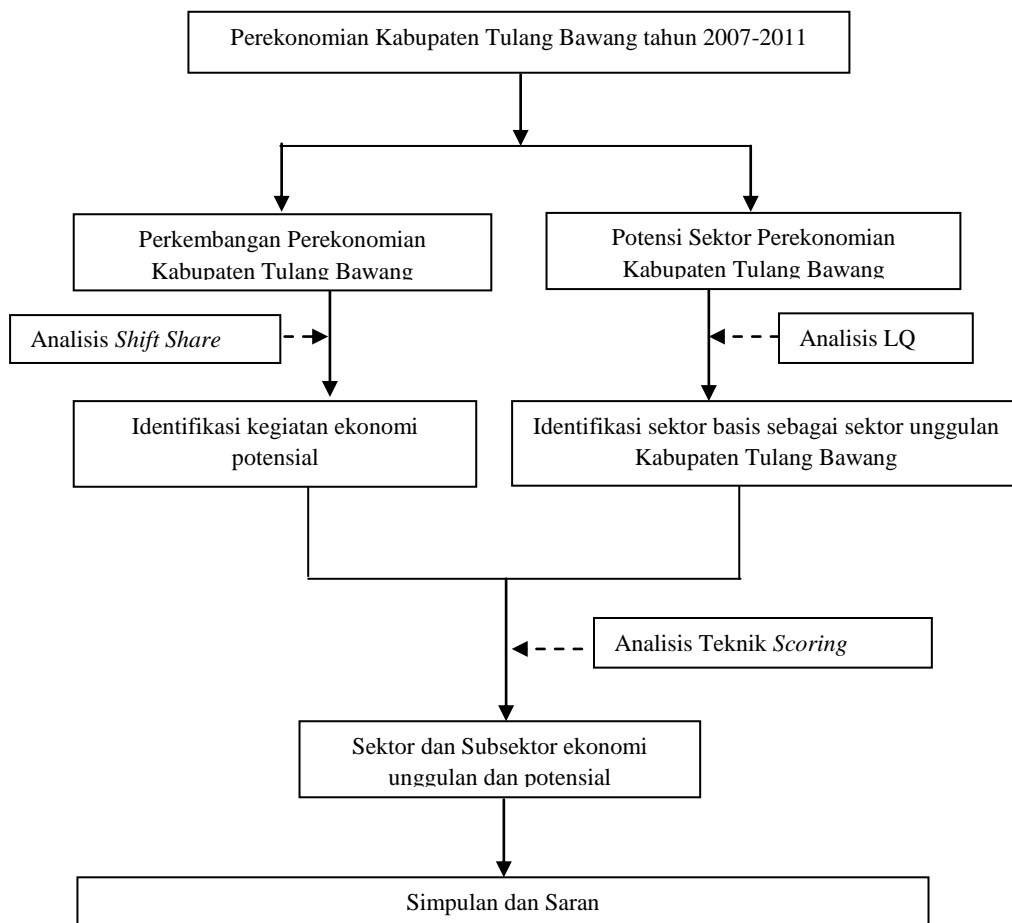 Perekonomian Kabupaten Tulang Bawang tahun 2007-2011
Perkembangan Perekonomian
Kabupaten Tulang Bawang
Potensi Sektor Perekonomian
Kabupaten Tulang Bawang
Analisis Shift Share
Analisis LQ
Identifikasi kegiatan ekonomi
potensial
Identifikasi sektor basis sebagai sektor unggulan
Kabupaten Tulang Bawang
Analisis Teknik Scoring
Sektor dan Subsektor ekonomi
unggulan dan potensial
Simpulan dan Saran